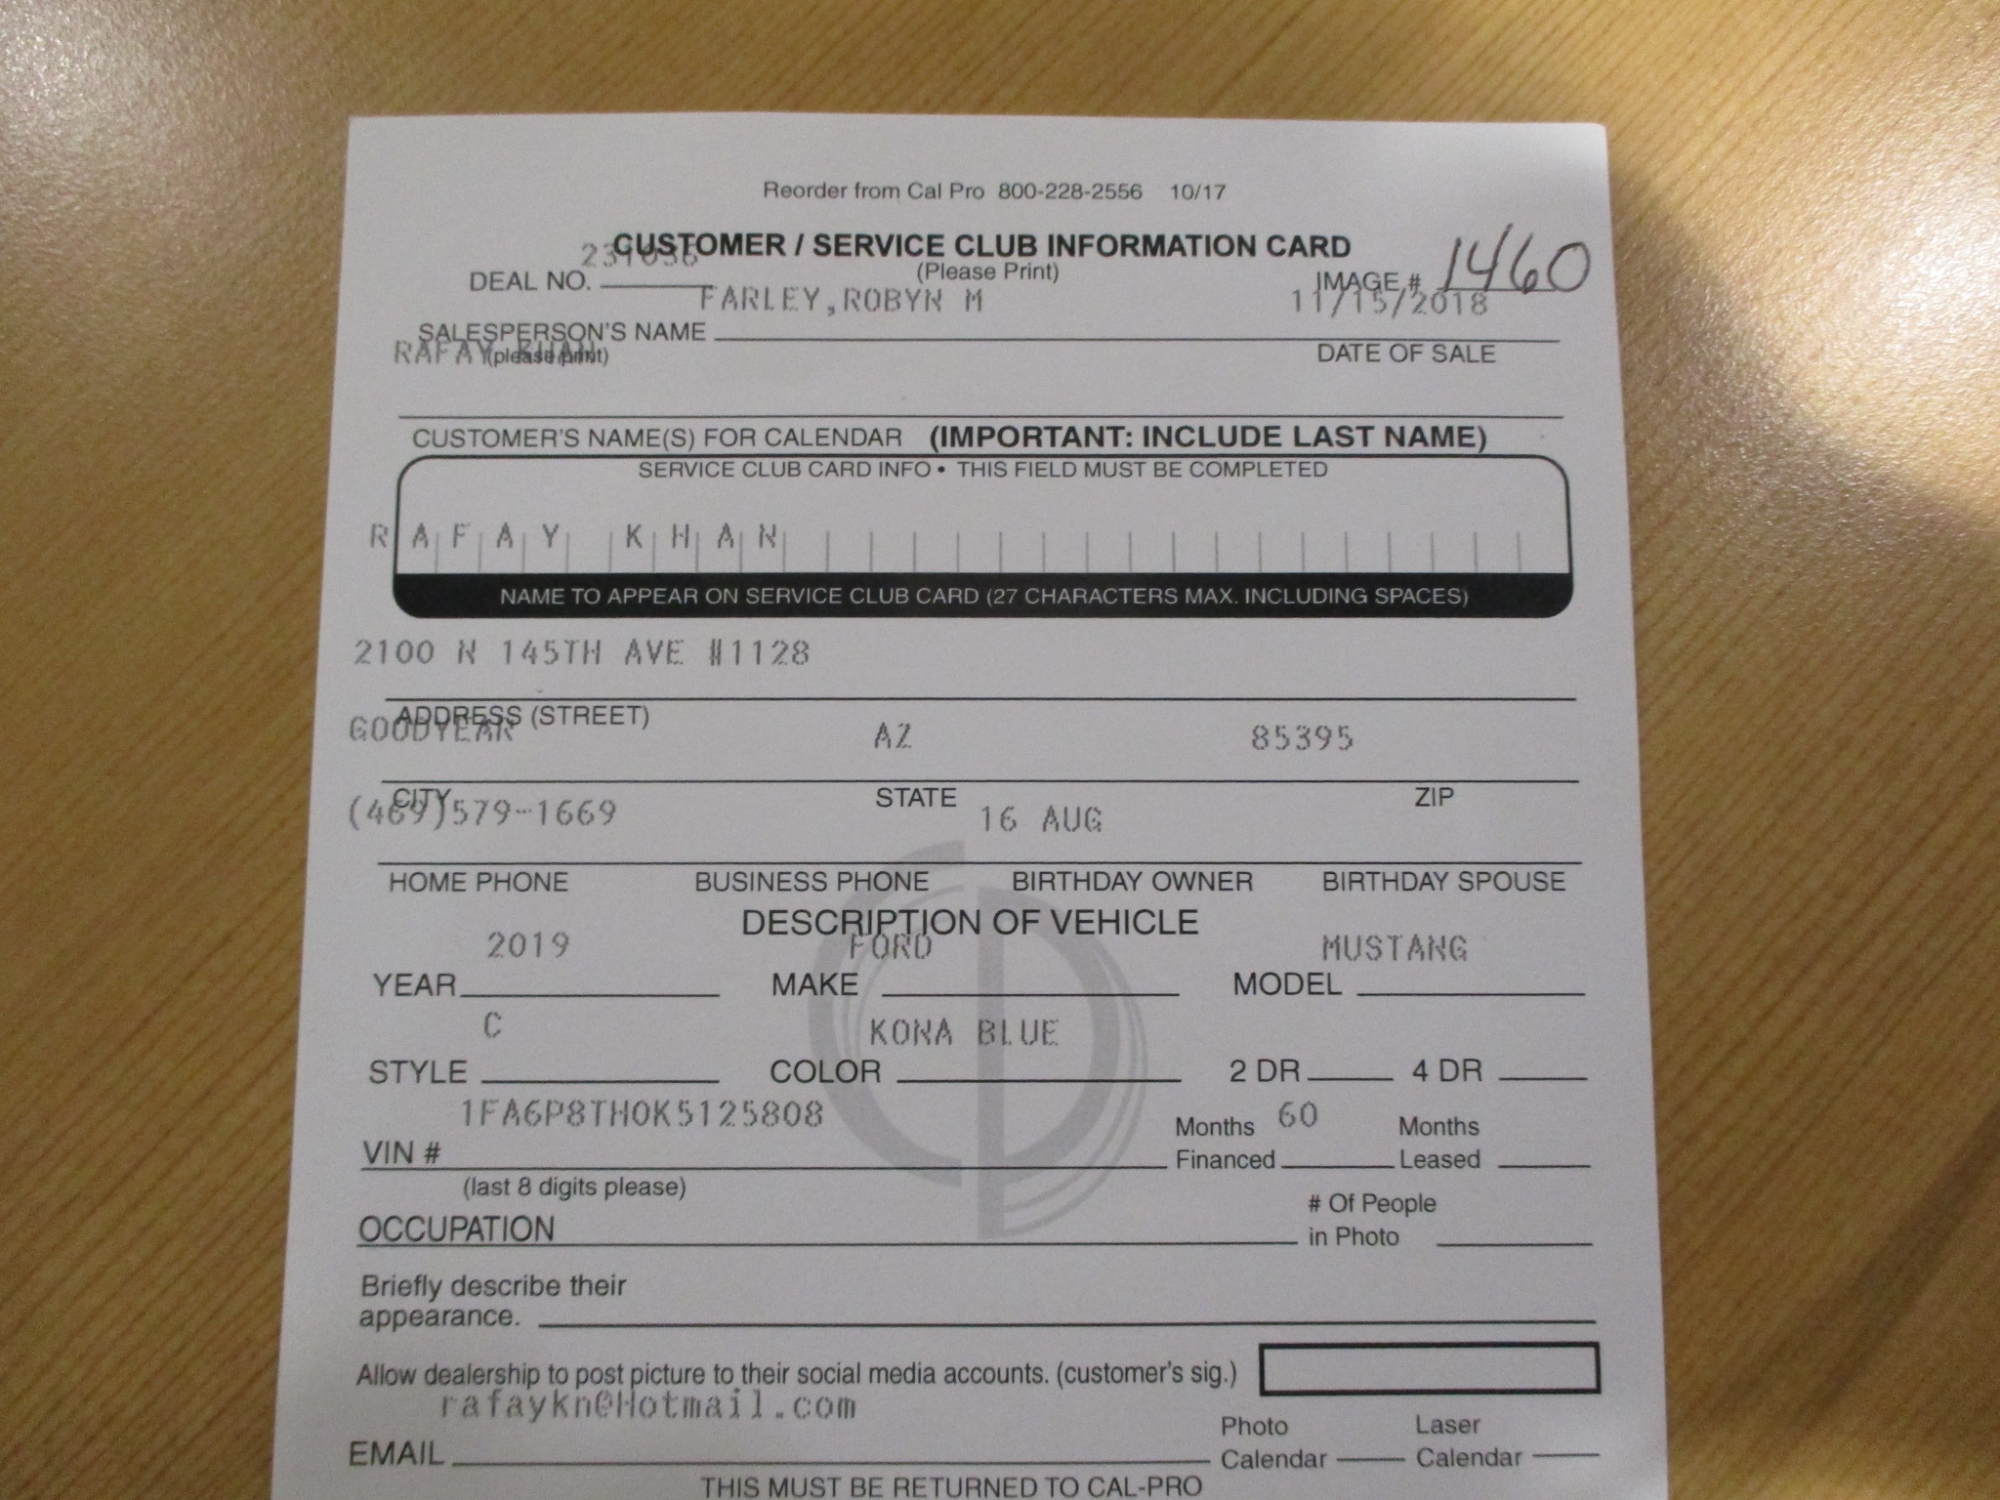 Reorder from Cal Pro 800-228-2556 10/17
CUSTOMER / SERVICE CLUB INFORMATION CARD
(Please Print)
DEAL NO. 231036 IMAGE # 1460
FARLEY,ROBYN M 11/15/2018
SALESPERSON'S NAME DATE OF SALE
(please print)
RAFAY KHAN
CUSTOMER'S NAME(S) FOR CALENDAR (IMPORTANT: INCLUDE LAST NAME)
SERVICE CLUB CARD INFO • THIS FIELD MUST BE COMPLETED
RAFAY KHAN
NAME TO APPEAR ON SERVICE CLUB CARD (27 CHARACTERS MAX. INCLUDING SPACES)
2100 N 145TH AVE #1128
ADDRESS (STREET)
GOODYEAR AZ 85395
CITY STATE ZIP
(469)579-1669 16 AUG
HOME PHONE BUSINESS PHONE BIRTHDAY OWNER BIRTHDAY SPOUSE
DESCRIPTION OF VEHICLE
2019 FORD MUSTANG
YEAR MAKE MODEL
C KONA BLUE
STYLE COLOR 2 DR 4 DR
1FA6P8TH0K5125808 60
VIN # Months Financed Months Leased
(last 8 digits please)
OCCUPATION # Of People in Photo
Briefly describe their
appearance.
Allow dealership to post picture to their social media accounts. (customer's sig.)
rafaykn@Hotmail.com
EMAIL Photo Calendar Laser Calendar
THIS MUST BE RETURNED TO CAL-PRO